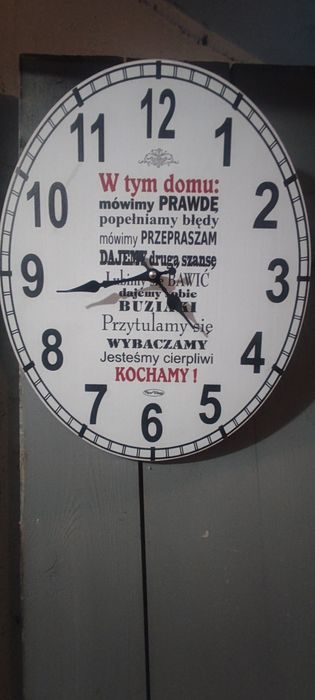 12
11 1
10 2
9 3
8 4
7 5
6
W tym domu:
mówimy PRAWDĘ
popełniamy błędy
mówimy PRZEPRASZAM
DAJEMY drugą szansę
Lubimy się BAWIĆ
dajemy sobie
BUZIAKI
Przytulamy się
WYBACZAMY
Jesteśmy cierpliwi
KOCHAMY !